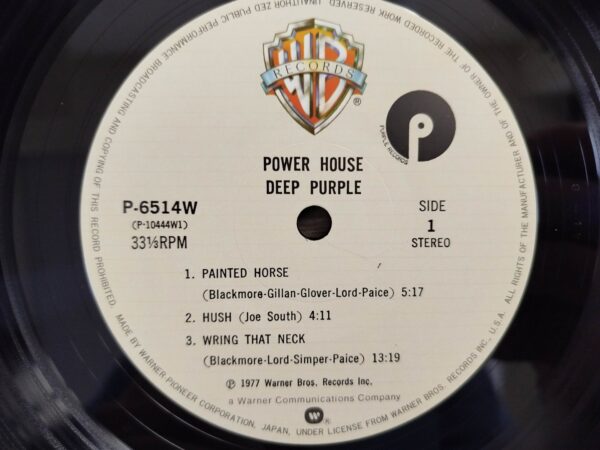 UNAUTHORIZED PUBLIC PERFORMANCE BROADCASTING AND COPYING OF THIS RECORD PROHIBITED. MADE BY WARNER PIONEER CORPORATION, JAPAN, UNDER LICENSE FROM WARNER BROS. RECORDS INC., U.S.A. ALL RIGHTS OF THE MANUFACTURER AND OF THE OWNER OF THE RECORDED WORK RESERVED
WB
RECORDS
®
P
PURPLE RECORDS
POWER HOUSE
DEEP PURPLE
P-6514W
(P-10444W1)
33⅓RPM
SIDE
1
STEREO
1. PAINTED HORSE
(Blackmore-Gillan-Glover-Lord-Paice) 5:17
2. HUSH (Joe South) 4:11
3. WRING THAT NECK
(Blackmore-Lord-Simper-Paice) 13:19
℗ 1977 Warner Bros. Records Inc.
a Warner Communications Company
W ®